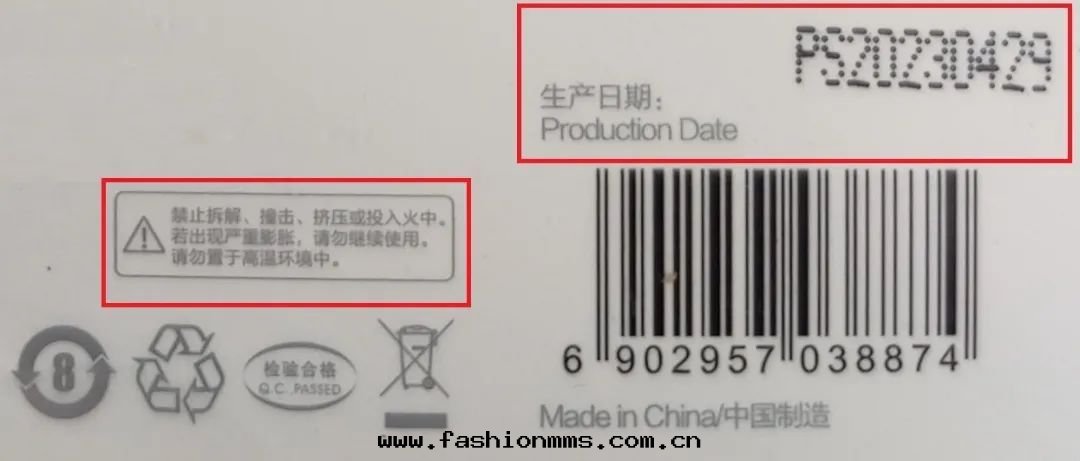 PS20230429
生产日期：
Production Date
禁止拆解、撞击、挤压或投入火中。
若出现严重膨胀，请勿继续使用。
请勿置于高温环境中。
8
检验合格
Q.C.,PASSED
6 902957 038874
Made in China/中国制造
www.fashionmms.com.cn